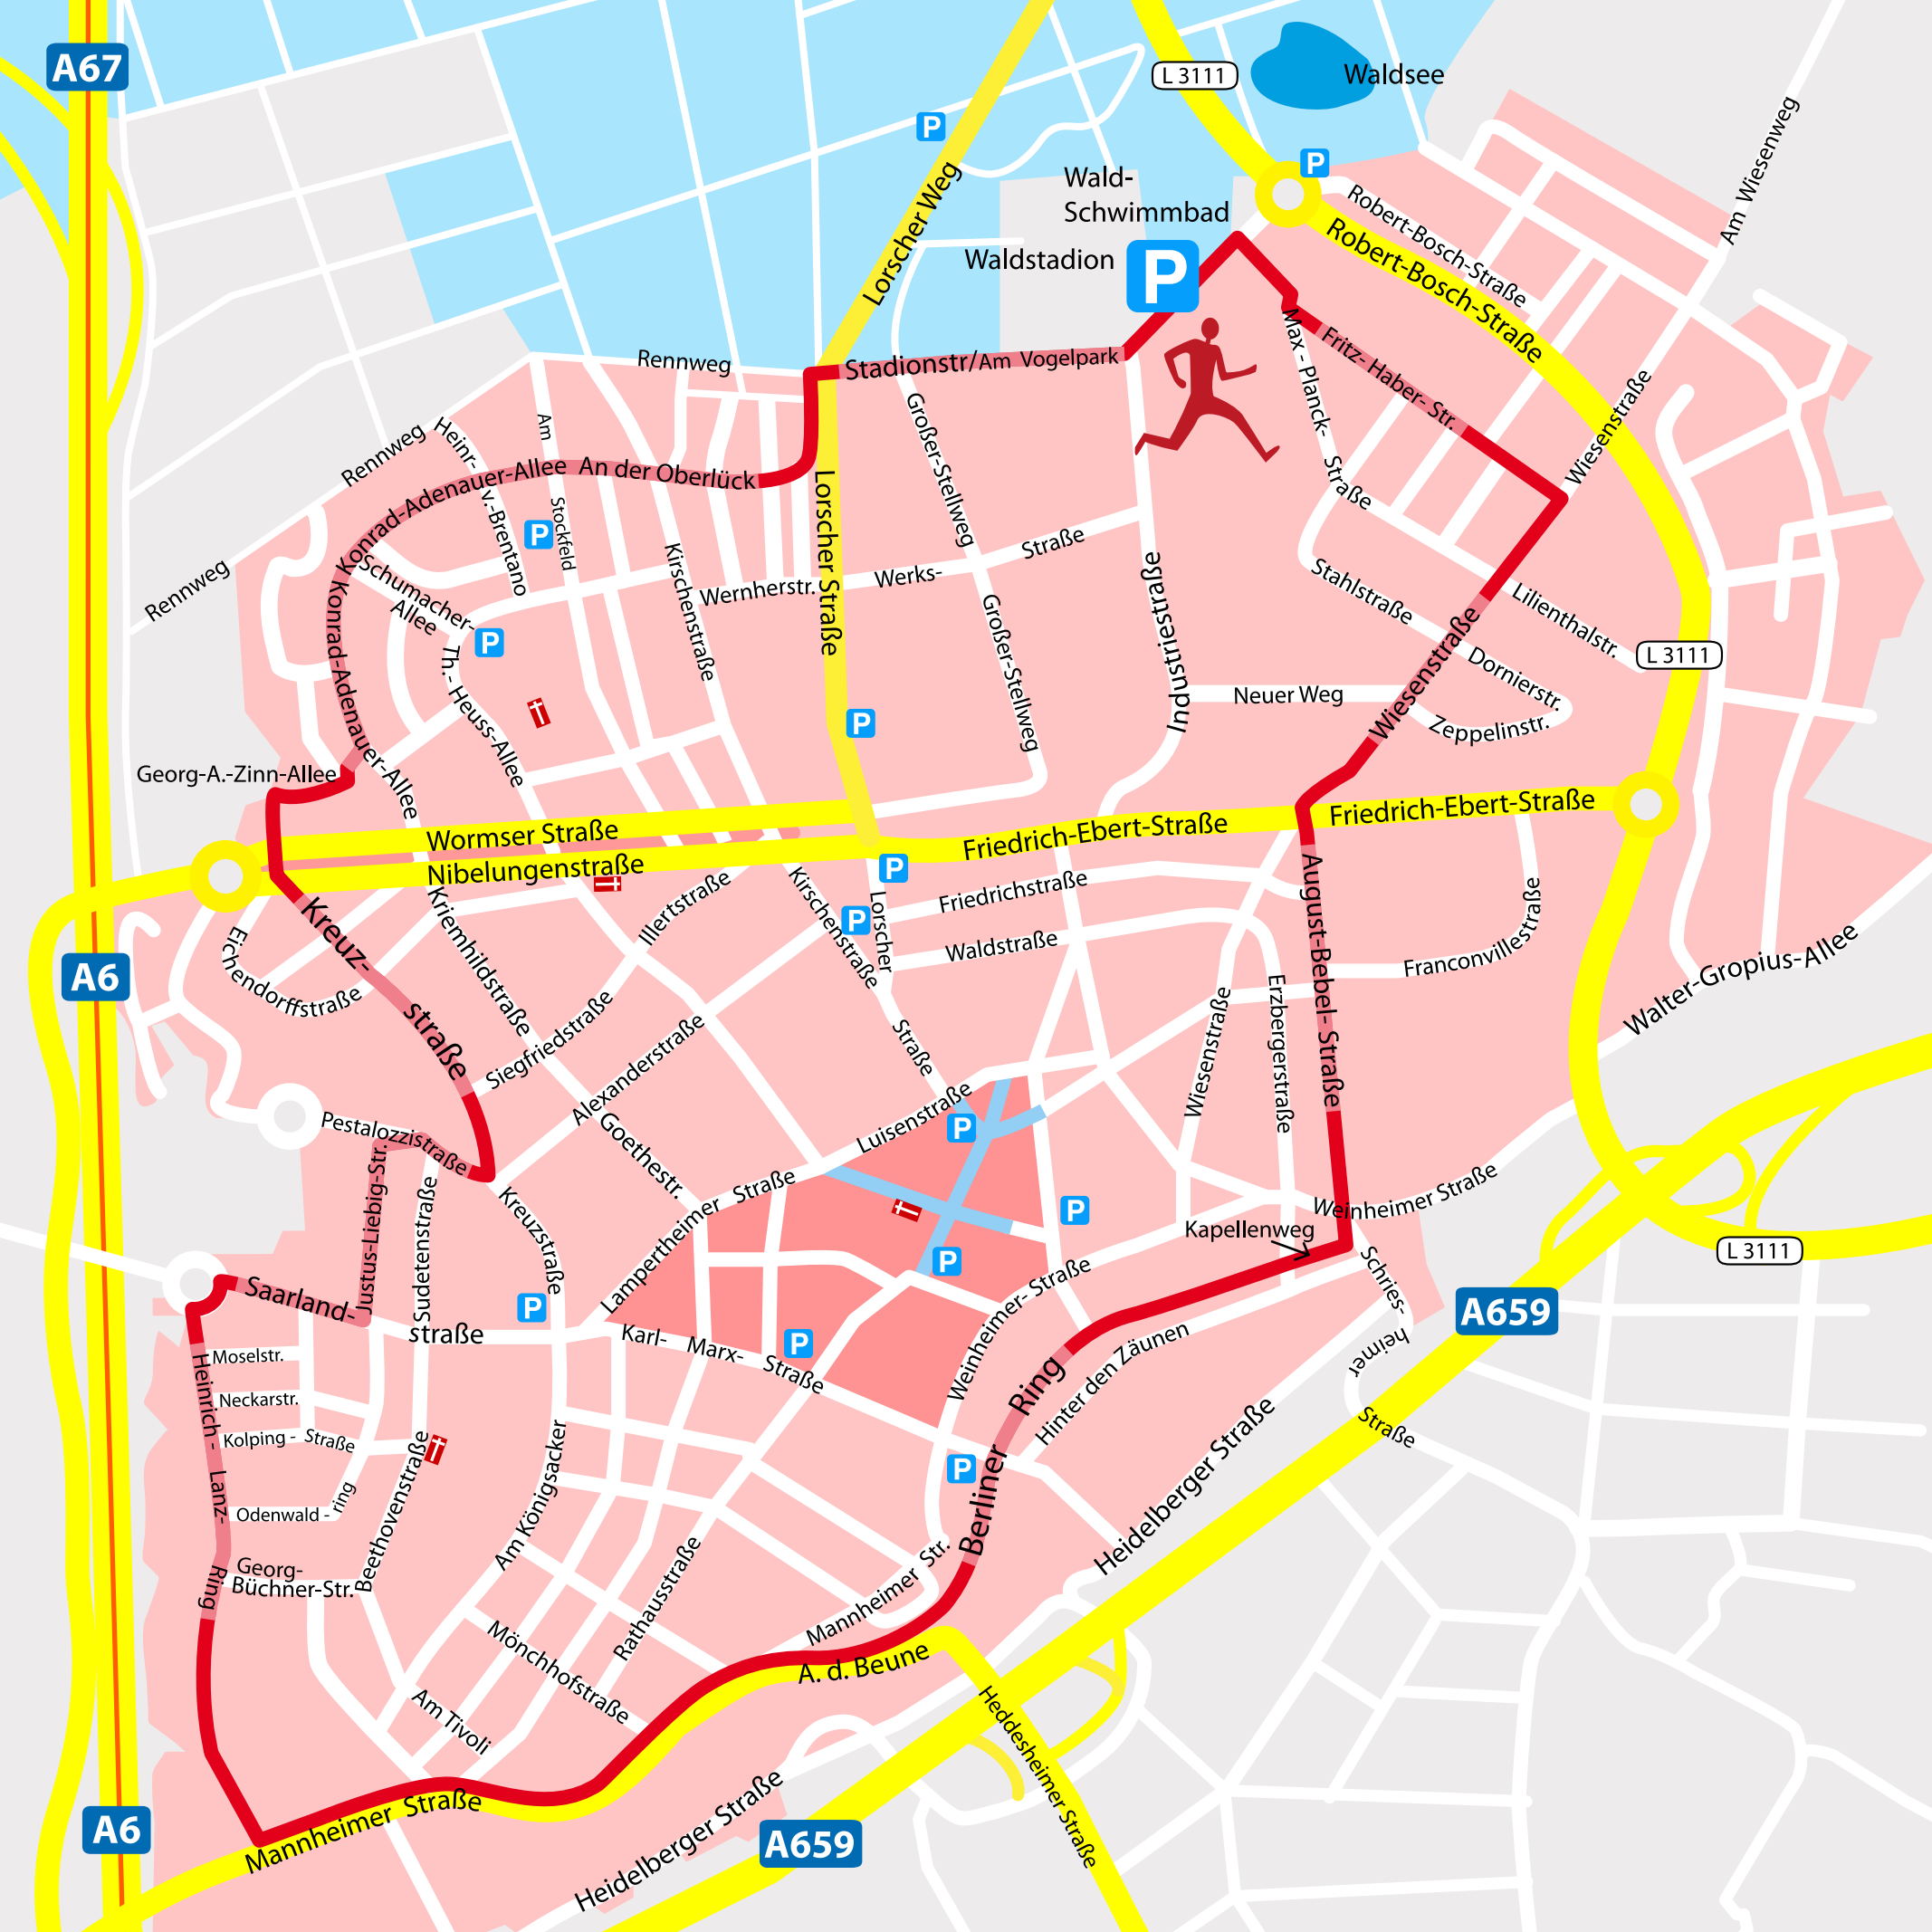 A67
L 3111
Waldsee
P
P
Wald-
Schwimmbad
Waldstadion
P
Lorscher Weg
Am Wiesenweg
Robert-Bosch-Straße
Robert-Bosch-Straße
Rennweg
Stadionstr/Am Vogelpark
Max-Planck-
Straße
Fritz-Haber-Str.
Wiesenstraße
Rennweg
Heinr.-
v.-Brentano
Am
Stockfeld
Konrad-Adenauer-Allee
An der Oberlück
Großer-Stellweg
Lorscher Straße
P
Kirschenstraße
Wernherstr.
Werks-
Straße
Rennweg
Schumacher-
Allee
P
Konrad-Adenauer-Allee
Th.-Heuss-Allee
Großer-Stellweg
Industriestraße
Stahlstraße
Lilienthalstr.
L 3111
Wiesenstraße
Dornierstr.
Neuer Weg
Zeppelinstr.
P
Georg-A.-Zinn-Allee
Wormser Straße
Nibelungenstraße
Friedrich-Ebert-Straße
Friedrich-Ebert-Straße
P
P
Kreuz-
straße
Eichendorffstraße
Kriemhildstraße
Illertstraße
Kirschenstraße
Lorscher
Straße
Friedrichstraße
Waldstraße
August-Bebel-Straße
Franconvillestraße
Walter-Gropius-Allee
A6
Siegfriedstraße
Alexanderstraße
Wiesenstraße
Erzbergerstraße
Pestalozzistraße
Goethestr.
Luisenstraße
P
Justus-Liebig-Str.
Sudetenstraße
Kreuzstraße
Lampertheimer Straße
P
P
Weinheimer Straße
Kapellenweg
L 3111
A659
Saarland-
straße
P
Karl-Marx-Straße
P
Weinheimer-Straße
Schries-
heimer
Straße
Moselstr.
Neckarstr.
Kolping-Straße
Odenwald-
ring
Heinrich-Lanz-
Ring
Georg-
Büchner-Str.
Beethovenstraße
Am Königsacker
Berliner Ring
Hinter den Zäunen
P
Heidelberger Straße
Mannheimer Str.
Rathausstraße
Mönchhofstraße
Am Tivoli
A. d. Beune
Heddesheimer Straße
A6
Mannheimer Straße
Heidelberger Straße
A659